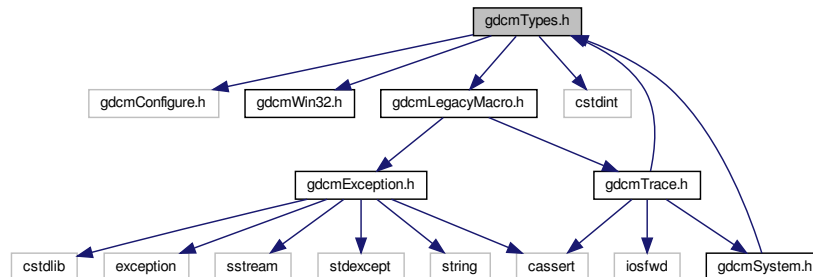 gdcmTypes.h
gdcmConfigure.h
gdcmWin32.h
gdcmLegacyMacro.h
cstdint
gdcmException.h
gdcmTrace.h
cstdlib
exception
sstream
stdexcept
string
cassert
iosfwd
gdcmSystem.h